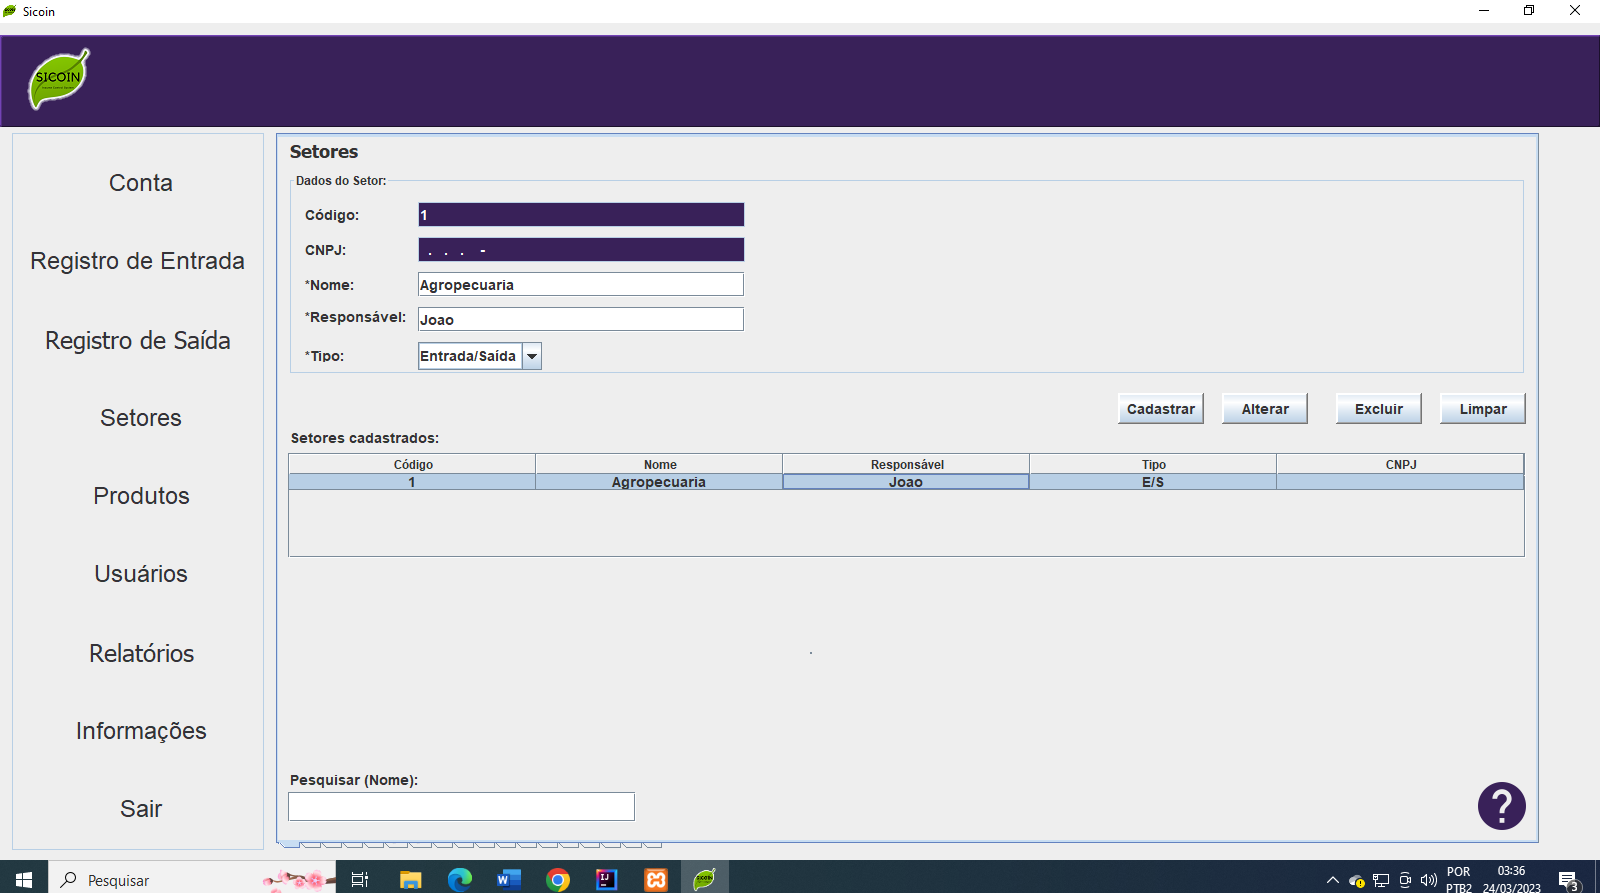 Sicoin
SICOIN
Conta
Registro de Entrada
Registro de Saída
Setores
Produtos
Usuários
Relatórios
Informações
Sair
Setores
Dados do Setor:
Código: 1
CNPJ: . . . -
*Nome: Agropecuaria
*Responsável: Joao
*Tipo: Entrada/Saída
Cadastrar Alterar Excluir Limpar
Setores cadastrados:
Código Nome Responsável Tipo CNPJ
1 Agropecuaria Joao E/S
Pesquisar (Nome):
?
Pesquisar
POR
PTB2
03:36
24/03/2023
3